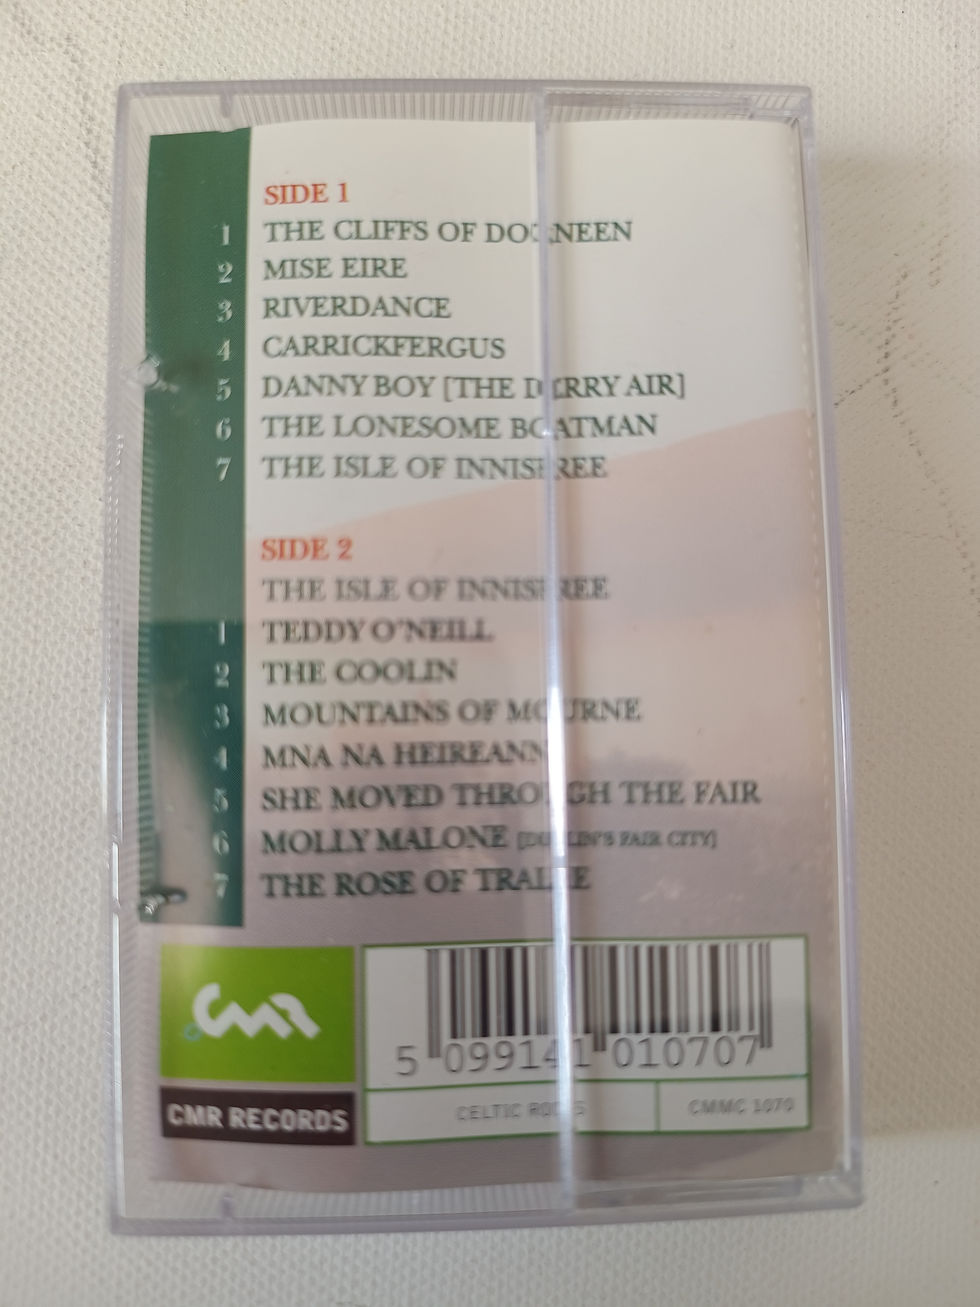 SIDE 1
1 THE CLIFFS OF DOONEEN
2 MISE EIRE
3 RIVERDANCE
4 CARRICKFERGUS
5 DANNY BOY [THE DERRY AIR]
6 THE LONESOME BOATMAN
7 THE ISLE OF INNISFREE
SIDE 2
THE ISLE OF INNISFREE
1 TEDDY O'NEILL
2 THE COOLIN
3 MOUNTAINS OF MOURNE
4 MNA NA HEIREANN
5 SHE MOVED THROUGH THE FAIR
6 MOLLY MALONE [DUBLIN'S FAIR CITY]
7 THE ROSE OF TRALEE
cmr
CMR RECORDS
5 099141 010707
CELTIC ROOTS
CMMC 1070